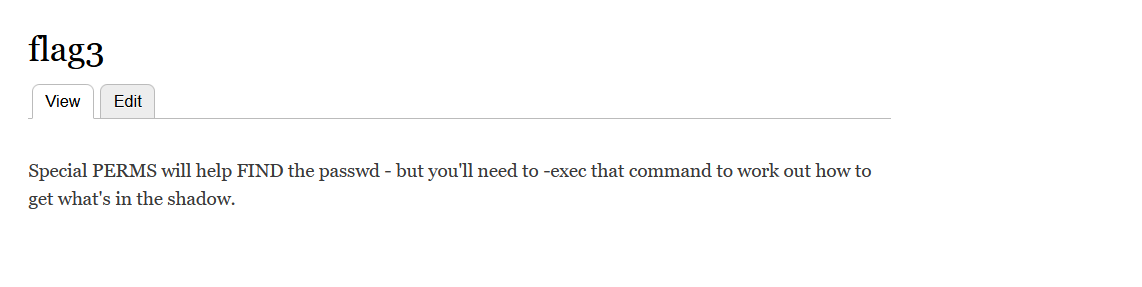 flag3
View Edit
Special PERMS will help FIND the passwd - but you'll need to -exec that command to work out how to
get what's in the shadow.